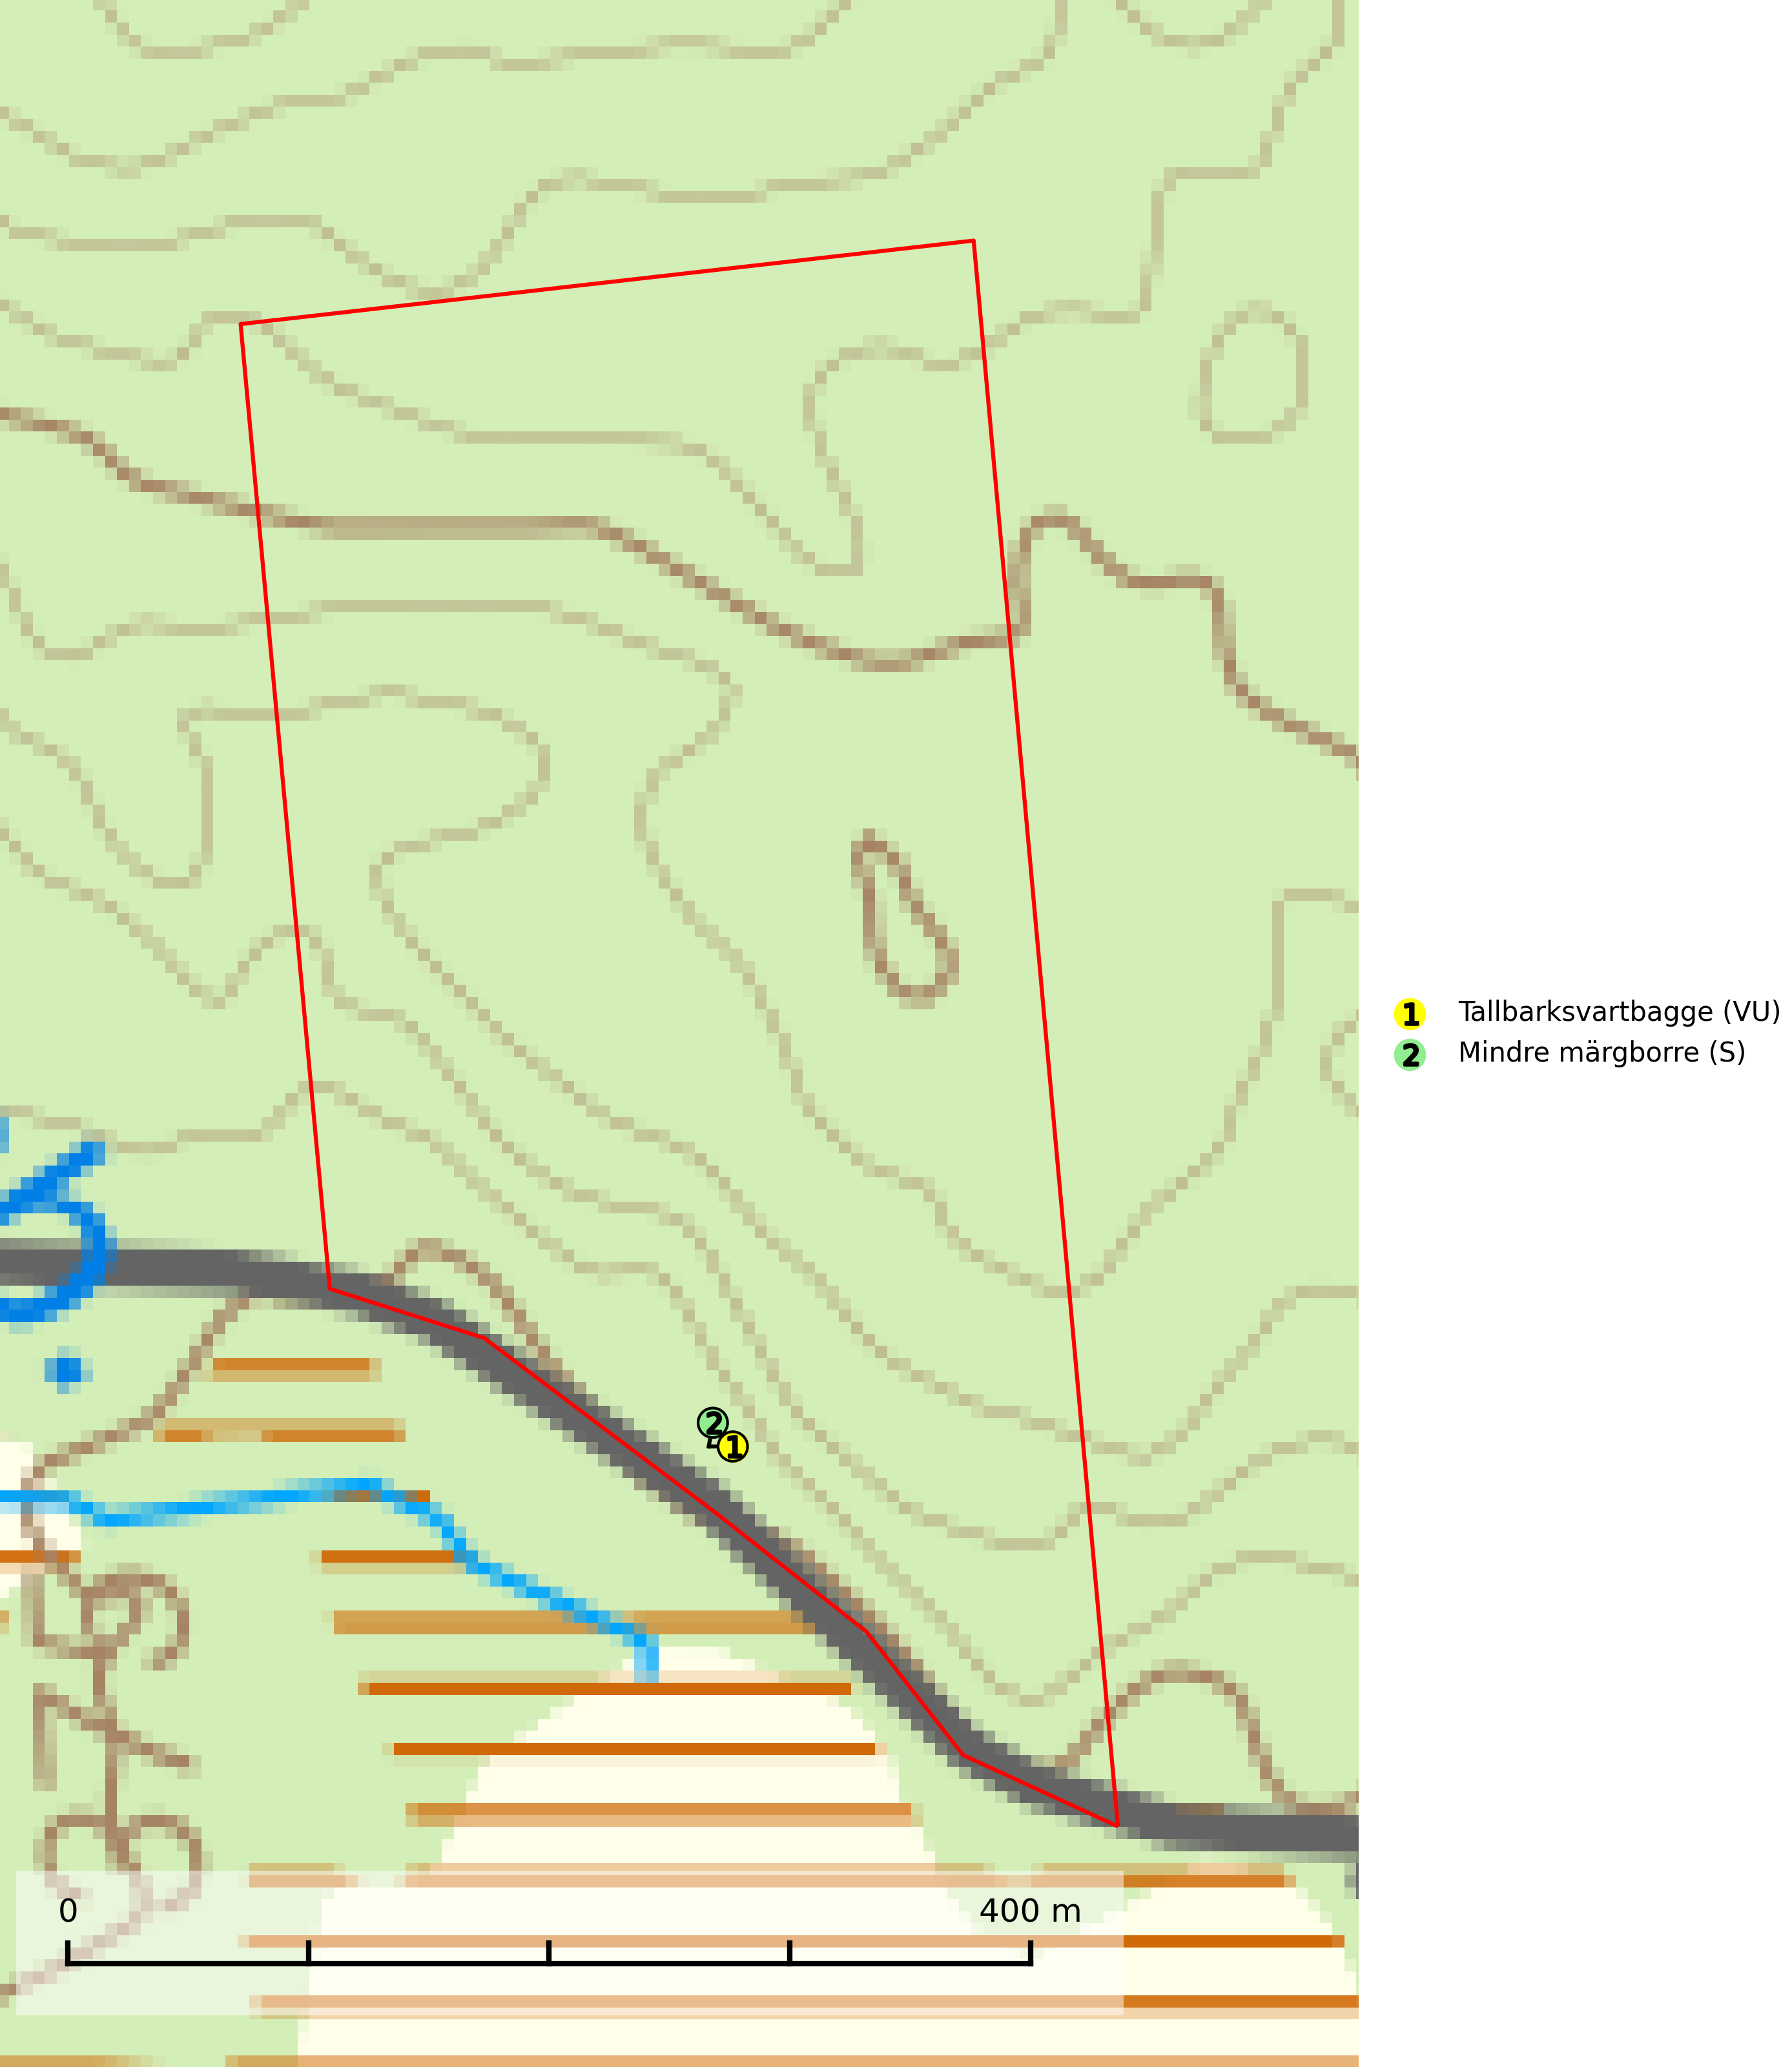 2
1
1 Tallbarksvartbagge (VU)
2 Mindre märgborre (S)
0 400 m